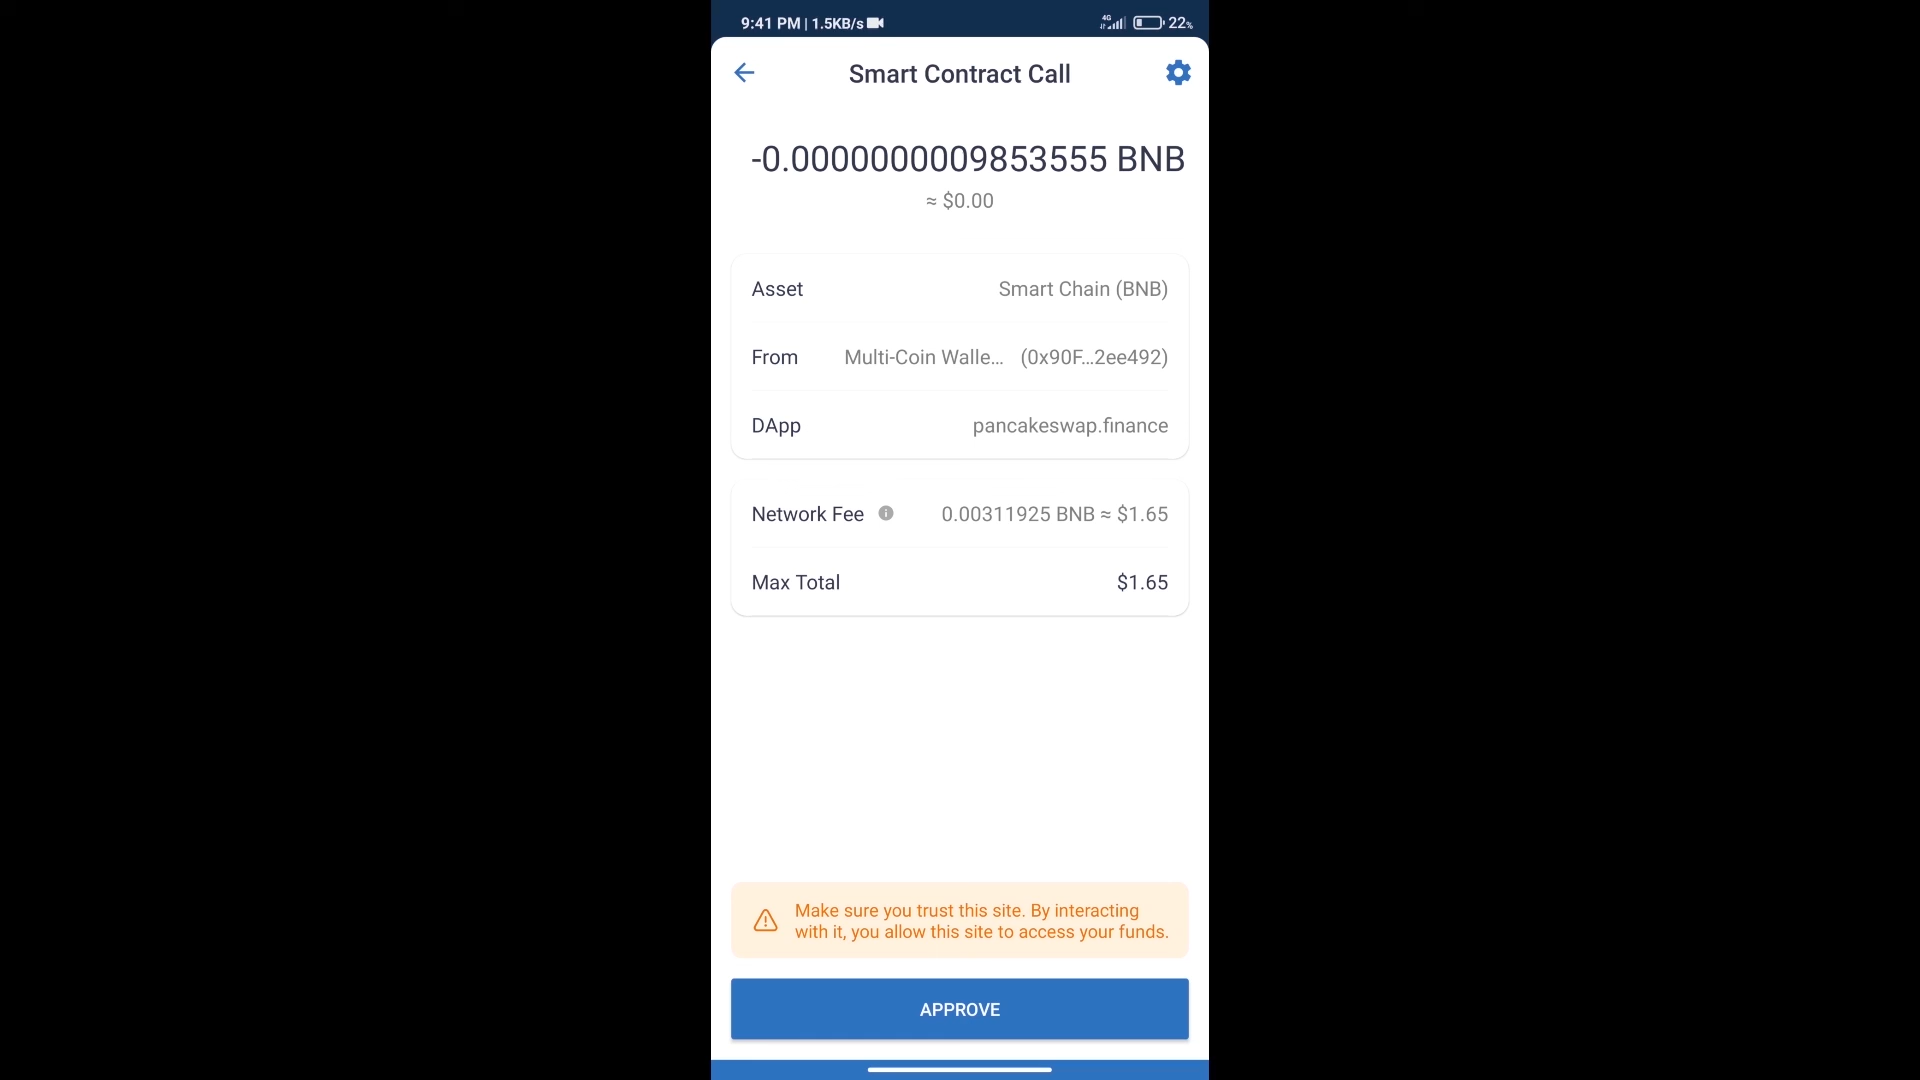 9:41 PM | 1.5KB/s 4G 22%
Smart Contract Call
-0.0000000009853555 BNB
≈ $0.00
Asset Smart Chain (BNB)
From Multi-Coin Walle... (0x90F...2ee492)
DApp pancakeswap.finance
Network Fee 0.00311925 BNB ≈ $1.65
Max Total $1.65
Make sure you trust this site. By interacting
with it, you allow this site to access your funds.
APPROVE